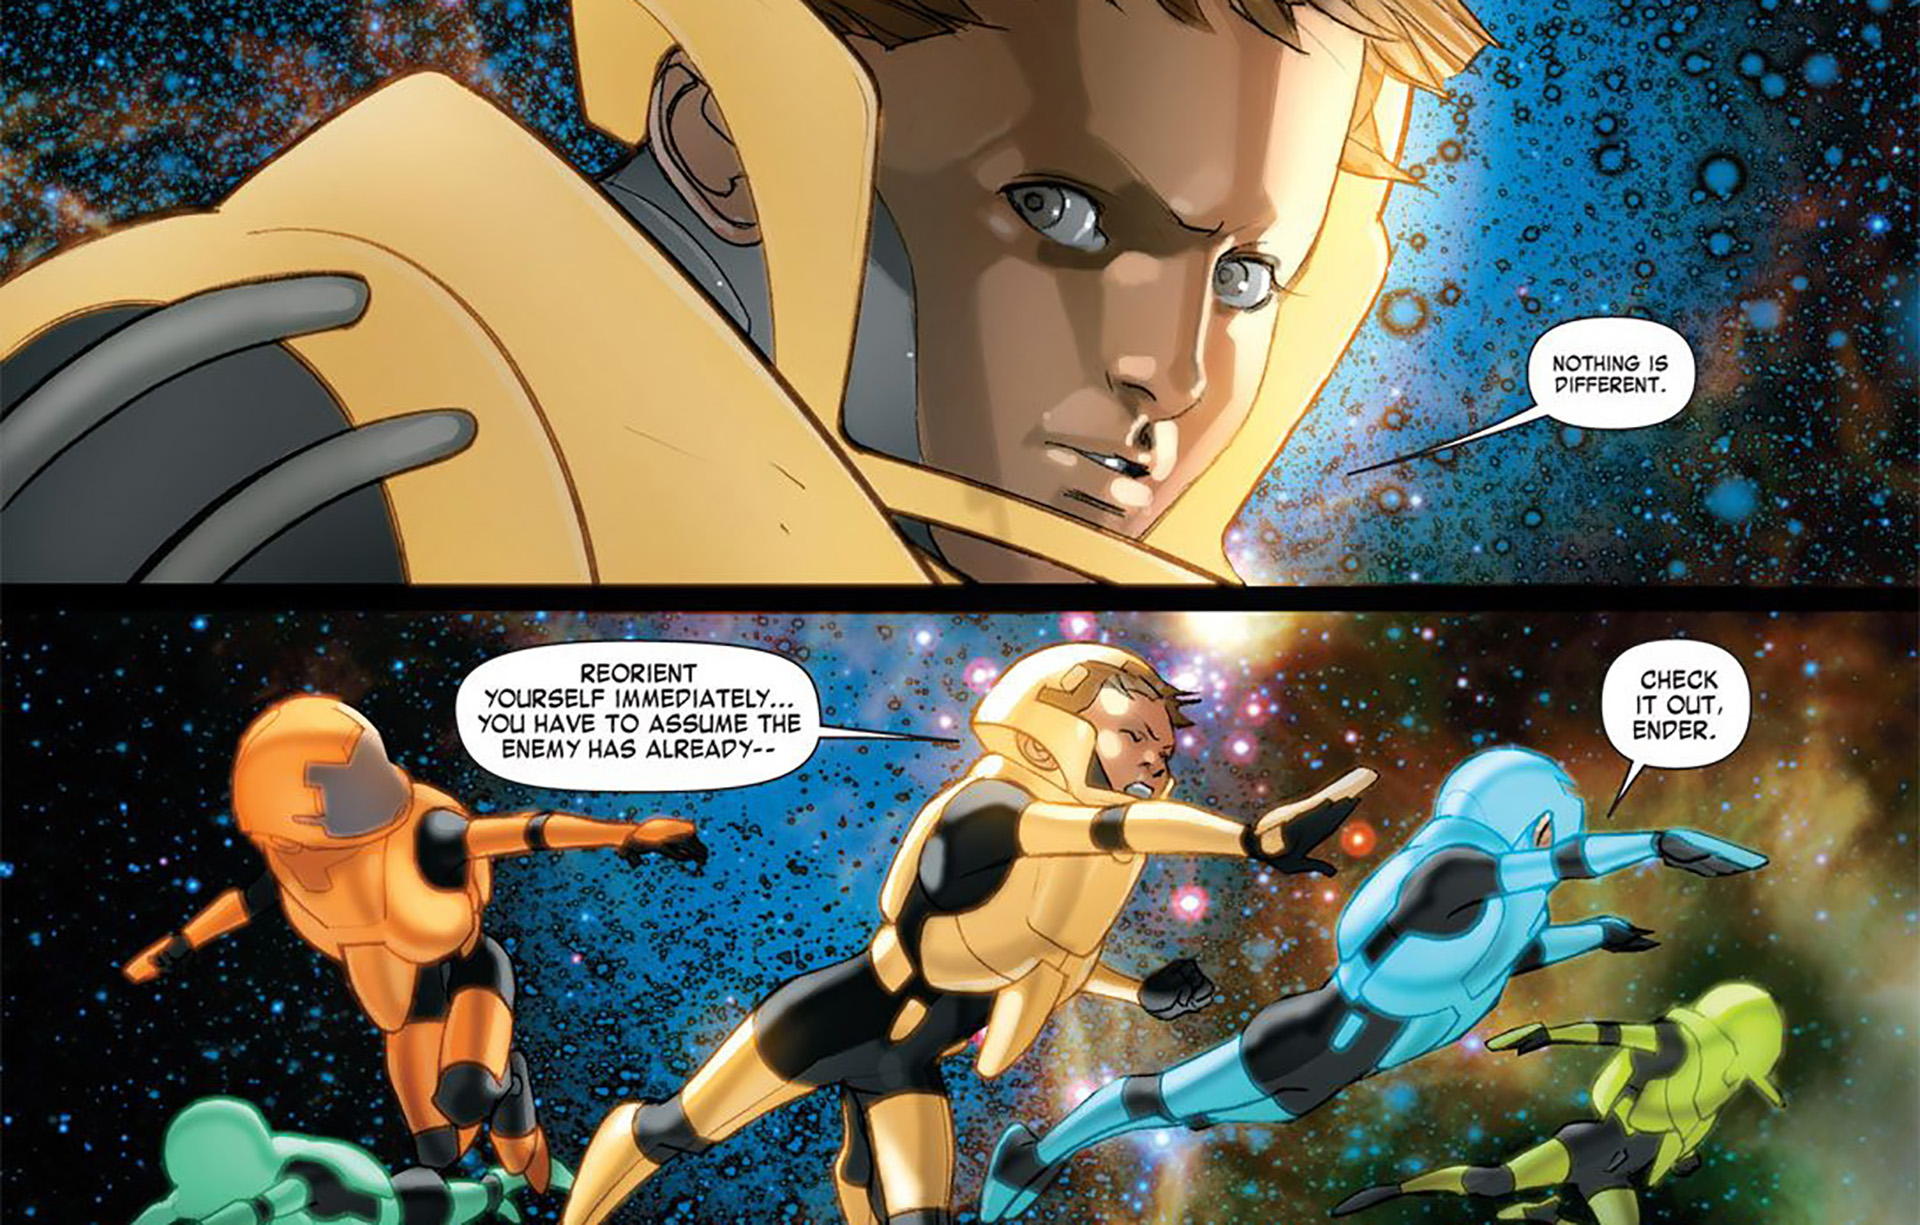 NOTHING IS
DIFFERENT.
REORIENT
YOURSELF IMMEDIATELY...
YOU HAVE TO ASSUME THE
ENEMY HAS ALREADY--
CHECK
IT OUT,
ENDER.